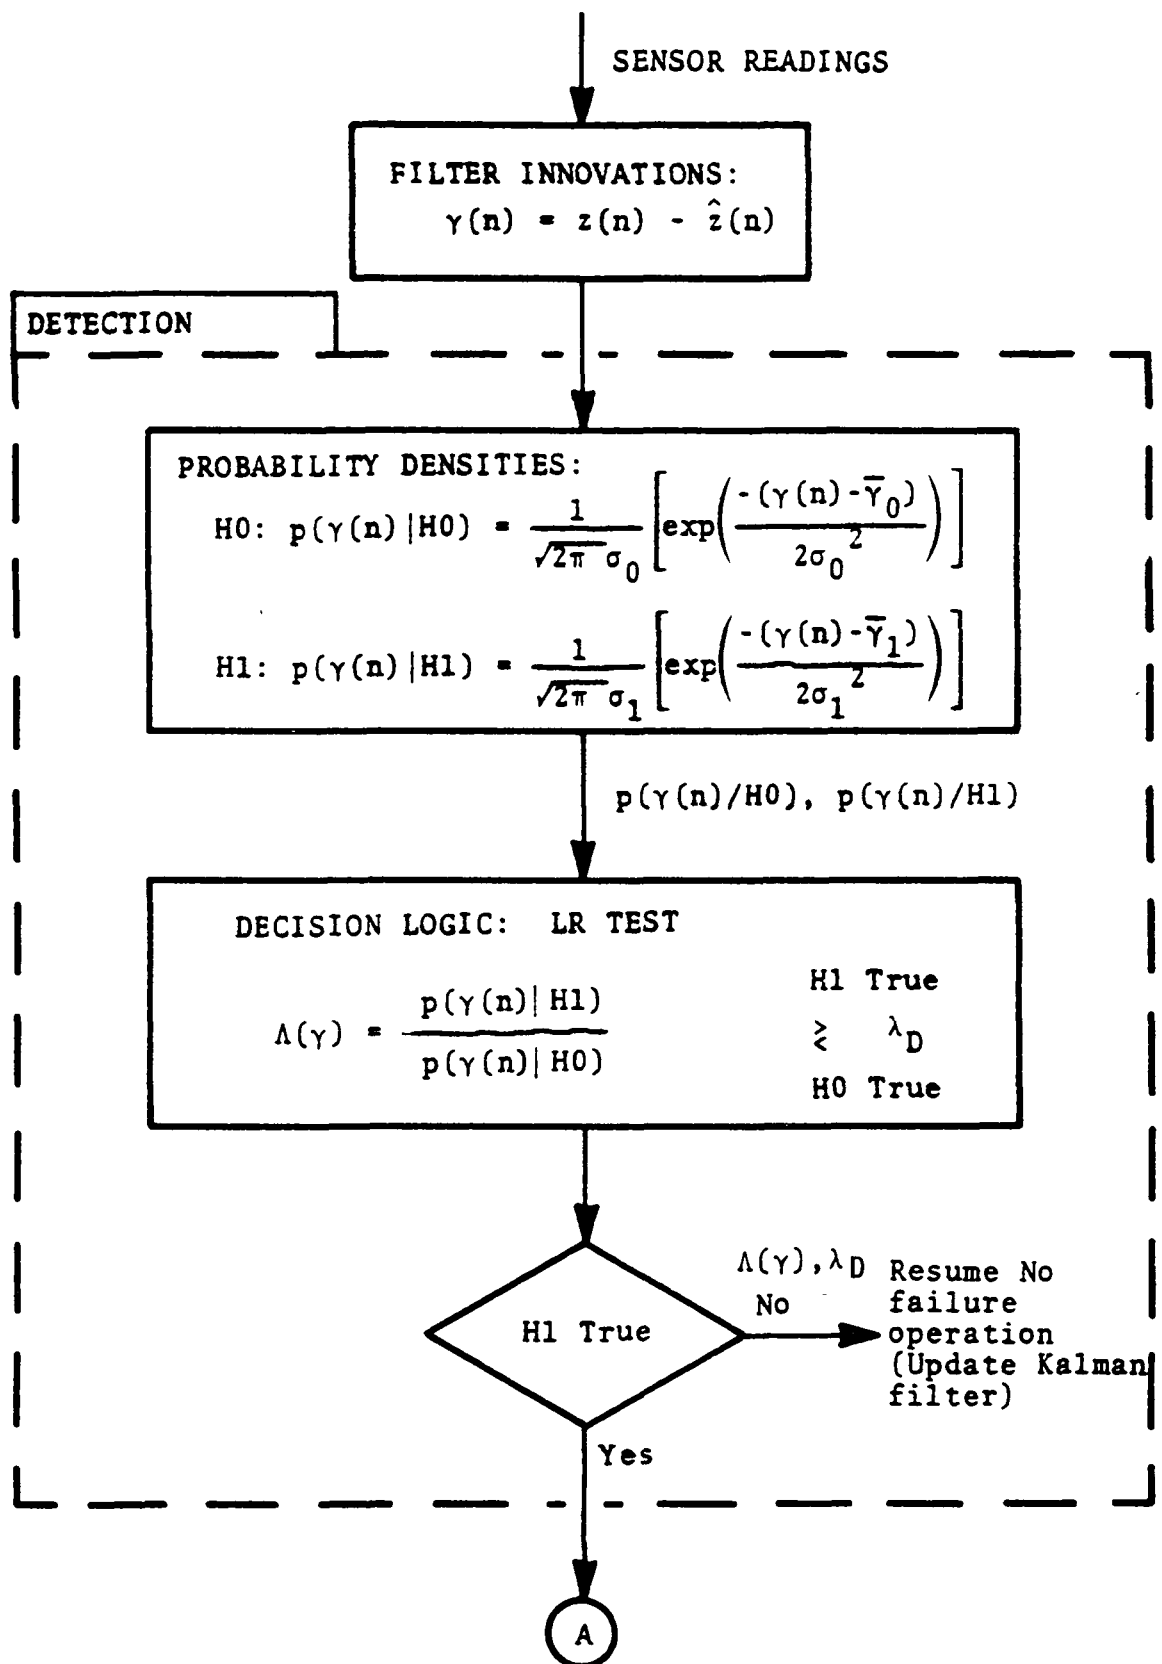 SENSOR READINGS
FILTER INNOVATIONS:
γ(n) = z(n) - ẑ(n)
DETECTION
PROBABILITY DENSITIES:
H0: p(γ(n)|H0) = 1/(√2π σ₀) [exp(-(γ(n)-γ̅₀)/2σ₀²)]
H1: p(γ(n)|H1) = 1/(√2π σ₁) [exp(-(γ(n)-γ̅₁)/2σ₁²)]
p(γ(n)/H0), p(γ(n)/H1)
DECISION LOGIC: LR TEST
H1 True
Λ(γ) = p(γ(n)|H1)/p(γ(n)|H0) ≷ λ_D
H0 True
H1 True
Λ(γ),λ_D
No
Resume No
failure
operation
(Update Kalman
filter)
Yes
A